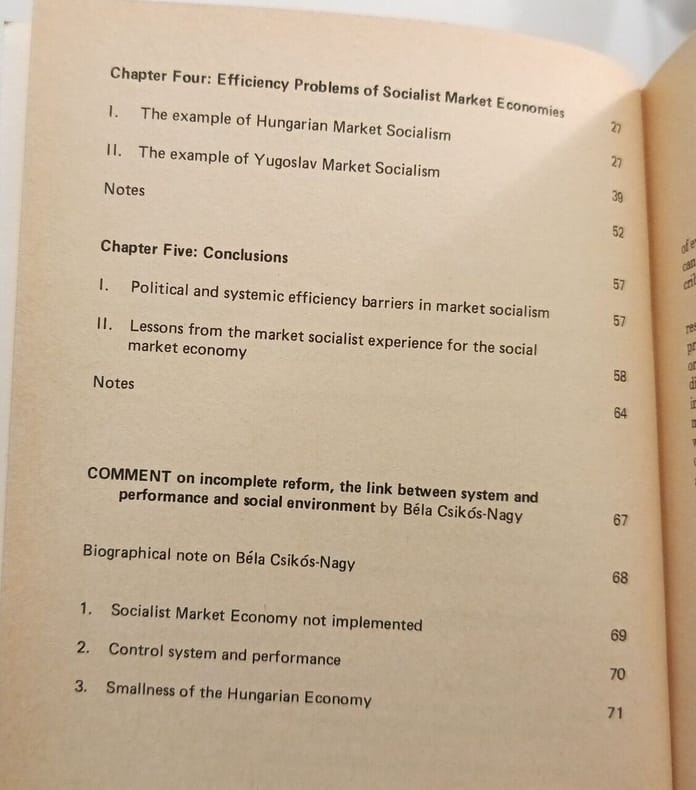 Chapter Four: Efficiency Problems of Socialist Market Economies 27
I. The example of Hungarian Market Socialism 27
II. The example of Yugoslav Market Socialism 39
Notes 52
Chapter Five: Conclusions 57
I. Political and systemic efficiency barriers in market socialism 57
II. Lessons from the market socialist experience for the social
market economy 58
Notes 64
COMMENT on incomplete reform, the link between system and
performance and social environment by Béla Csikós-Nagy 67
Biographical note on Béla Csikós-Nagy 68
1. Socialist Market Economy not implemented 69
2. Control system and performance 70
3. Smallness of the Hungarian Economy 71